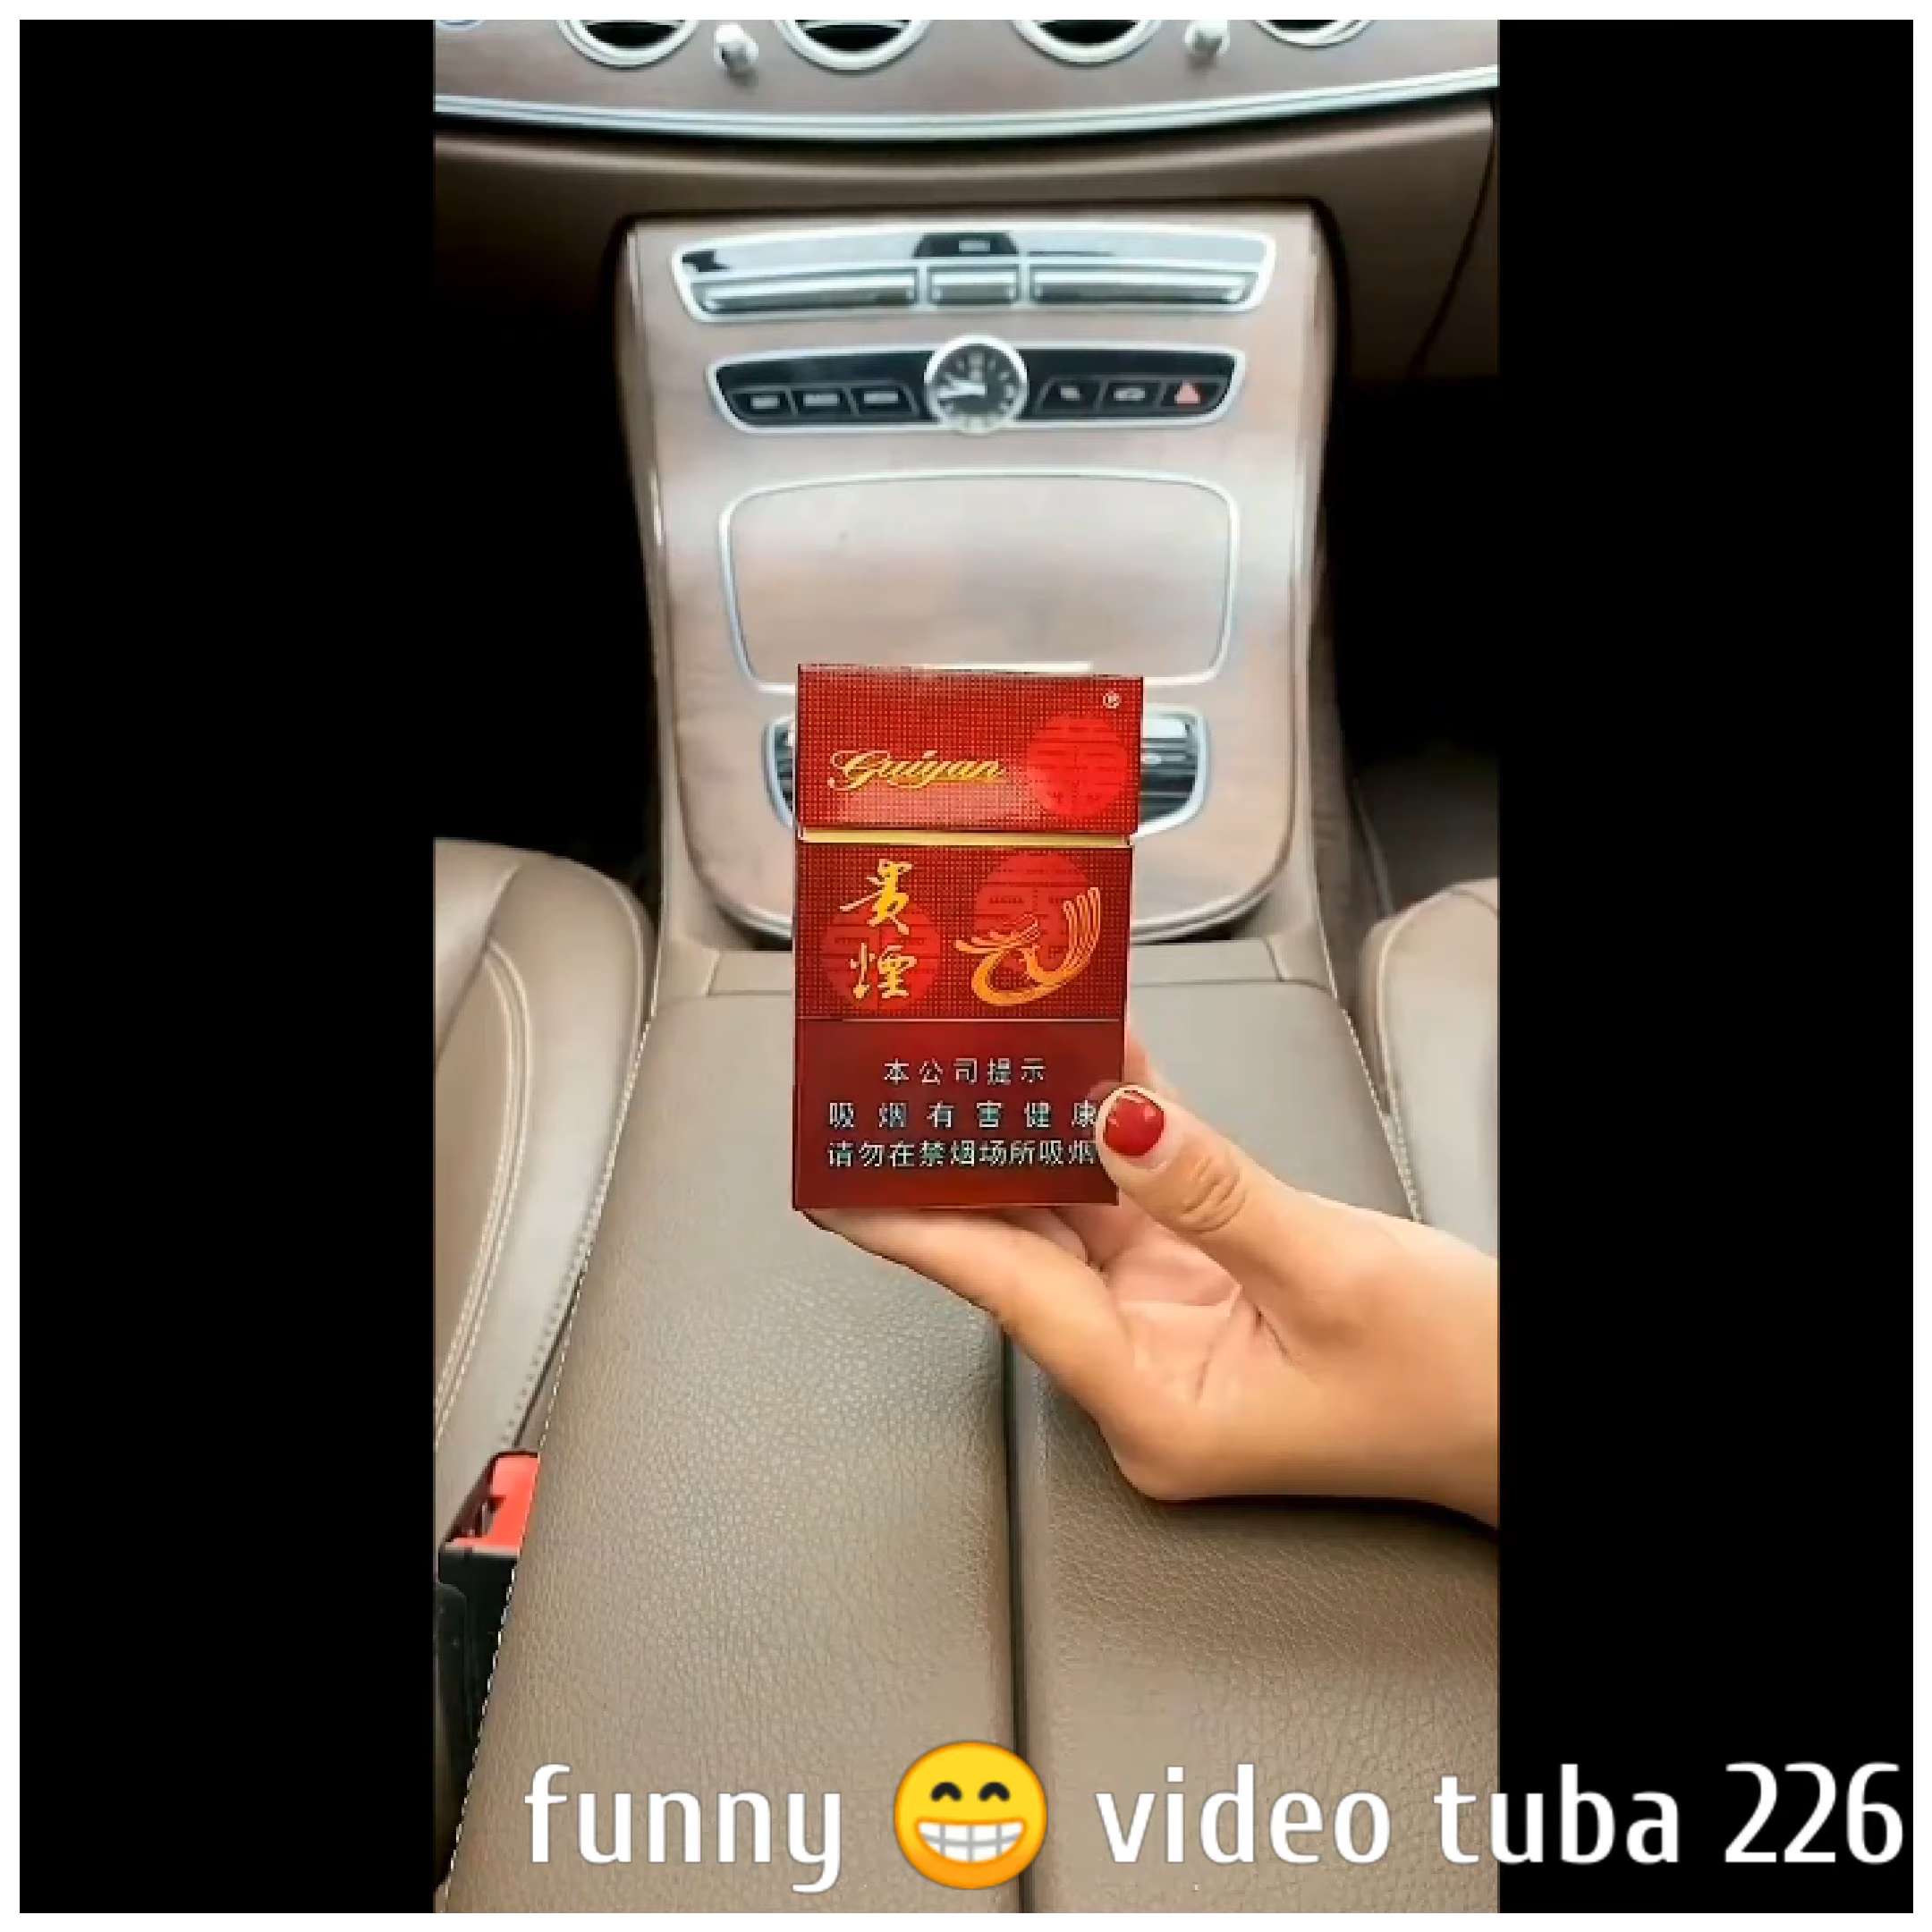 ®
Guiyan
貴
煙
本公司提示
吸烟有害健康
请勿在禁烟场所吸烟
funny 😁 video tuba 226